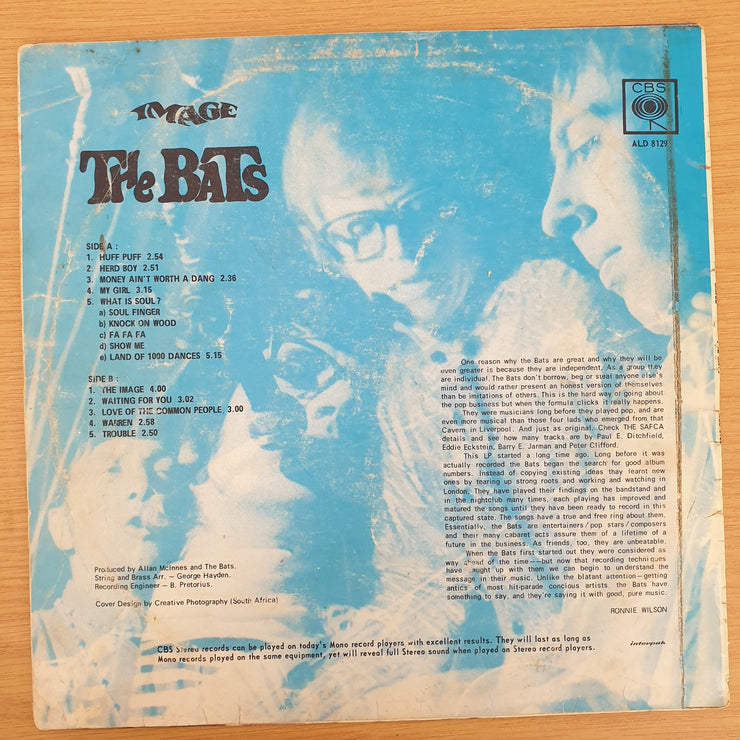 IMAGE
THE BATS
CBS
ALD 8129
SIDE A :
1. HUFF PUFF 2.54
2. HERD BOY 2.51
3. MONEY AIN'T WORTH A DANG 2.36
4. MY GIRL 3.15
5. WHAT IS SOUL?
a) SOUL FINGER
b) KNOCK ON WOOD
c) FA FA FA
d) SHOW ME
e) LAND OF 1000 DANCES 5.15
SIDE B :
1. THE IMAGE 4.00
2. WAITING FOR YOU 3.02
3. LOVE OF THE COMMON PEOPLE 3.00
4. WARREN 2.58
5. TROUBLE 2.50
One reason why the Bats are great and why they will be
even greater is because they are independent. As a group they
are individual. The Bats don't borrow, beg or steal anyone else's
mind and would rather present an honest version of themselves
than be imitations of others. This is the hard way of going about
the pop business but when the formula clicks it really happens.
They were musicians long before they played pop, and are
even more musical than those four lads who emerged from that
Cavern in Liverpool. And just as original. Check THE SAFCA
details and see how many tracks are by Paul E. Ditchfield,
Eddie Eckstein, Barry E. Jarman and Peter Clifford.
This LP started a long time ago. Long before it was
actually recorded the Bats began the search for good album
numbers. Instead of copying existing ideas they learnt new
ones by tearing up strong roots and working and watching in
London. They have played their findings on the bandstand and
in the nightclub many times, each playing has improved and
matured the songs until they have been ready to record in this
captured state. The songs have a true and free ring about them.
Essentially, the Bats are entertainers/pop stars/composers
and their many cabaret acts assure them of a lifetime of a
future in the business. As friends, too, they are unbeatable.
When the Bats first started out they were considered as
way ahead of the time--but now that recording techniques
have caught up with them we can begin to understand the
message in their music. Unlike the blatant attention-getting
antics of most hit-parade concious artists, the Bats have
something to say, and they're saying it with good, pure music.
RONNIE WILSON
Produced by Allan McInnes and The Bats.
String and Brass Arr. – George Hayden.
Recording Engineer – B. Pretorius.
Cover Design by Creative Photography (South Africa)
CBS Stereo records can be played on today's Mono record players with excellent results. They will last as long as
Mono records played on the same equipment, yet will reveal full Stereo sound when played on Stereo record players.
interpak